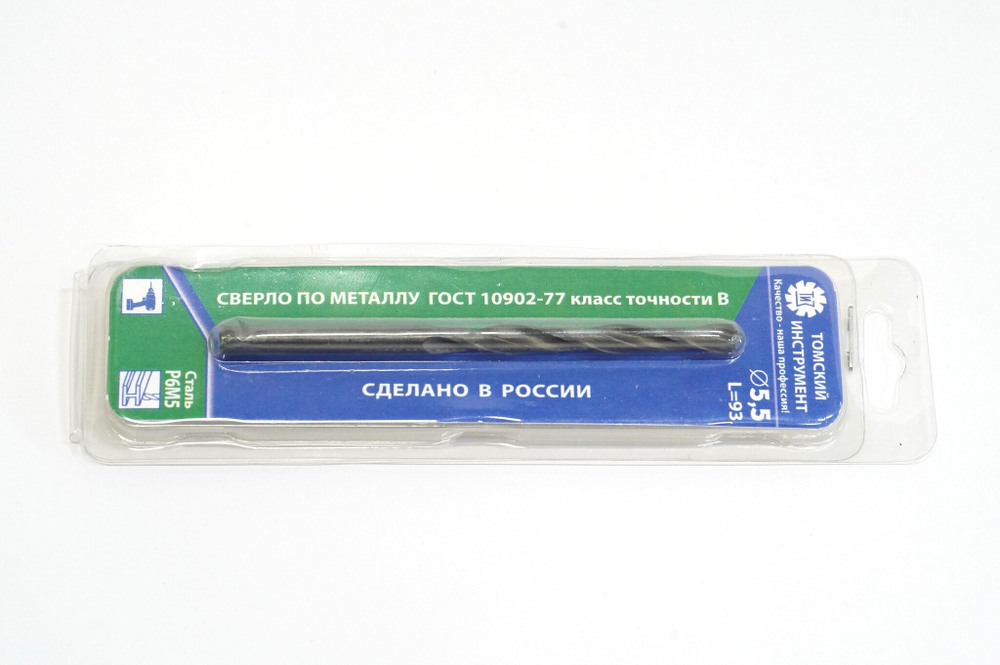 СВЕРЛО ПО МЕТАЛЛУ ГОСТ 10902-77 класс точности В
СДЕЛАНО В РОССИИ
Сталь
Р6М5
ТОМСКИЙ
ИНСТРУМЕНТ
Качество - наша профессия!
Ø5,5
L=93